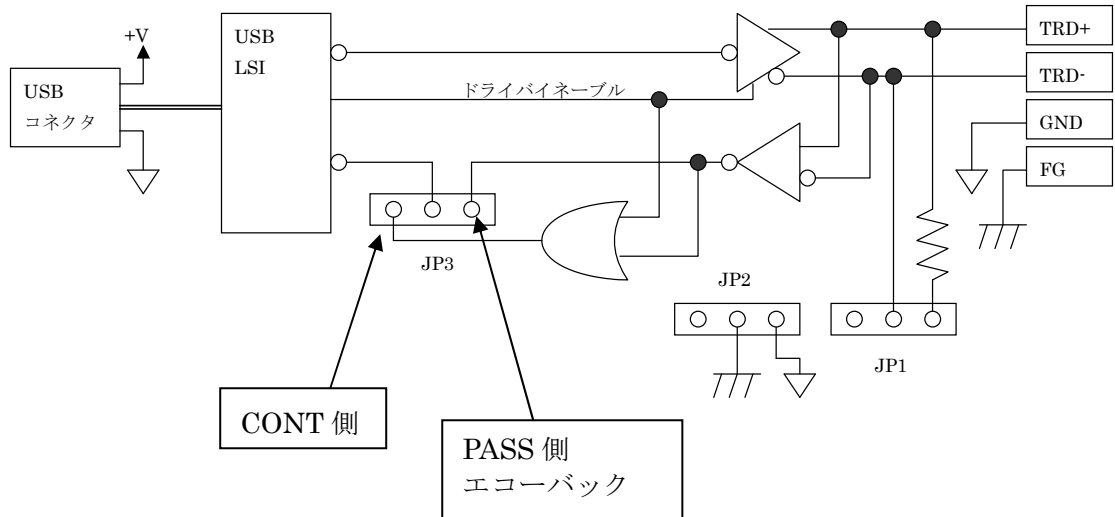 +V
USB
コネクタ
USB
LSI
ドライバイネーブル
TRD+
TRD-
GND
FG
JP3
JP2
JP1
CONT 側
PASS 側
エコーバック